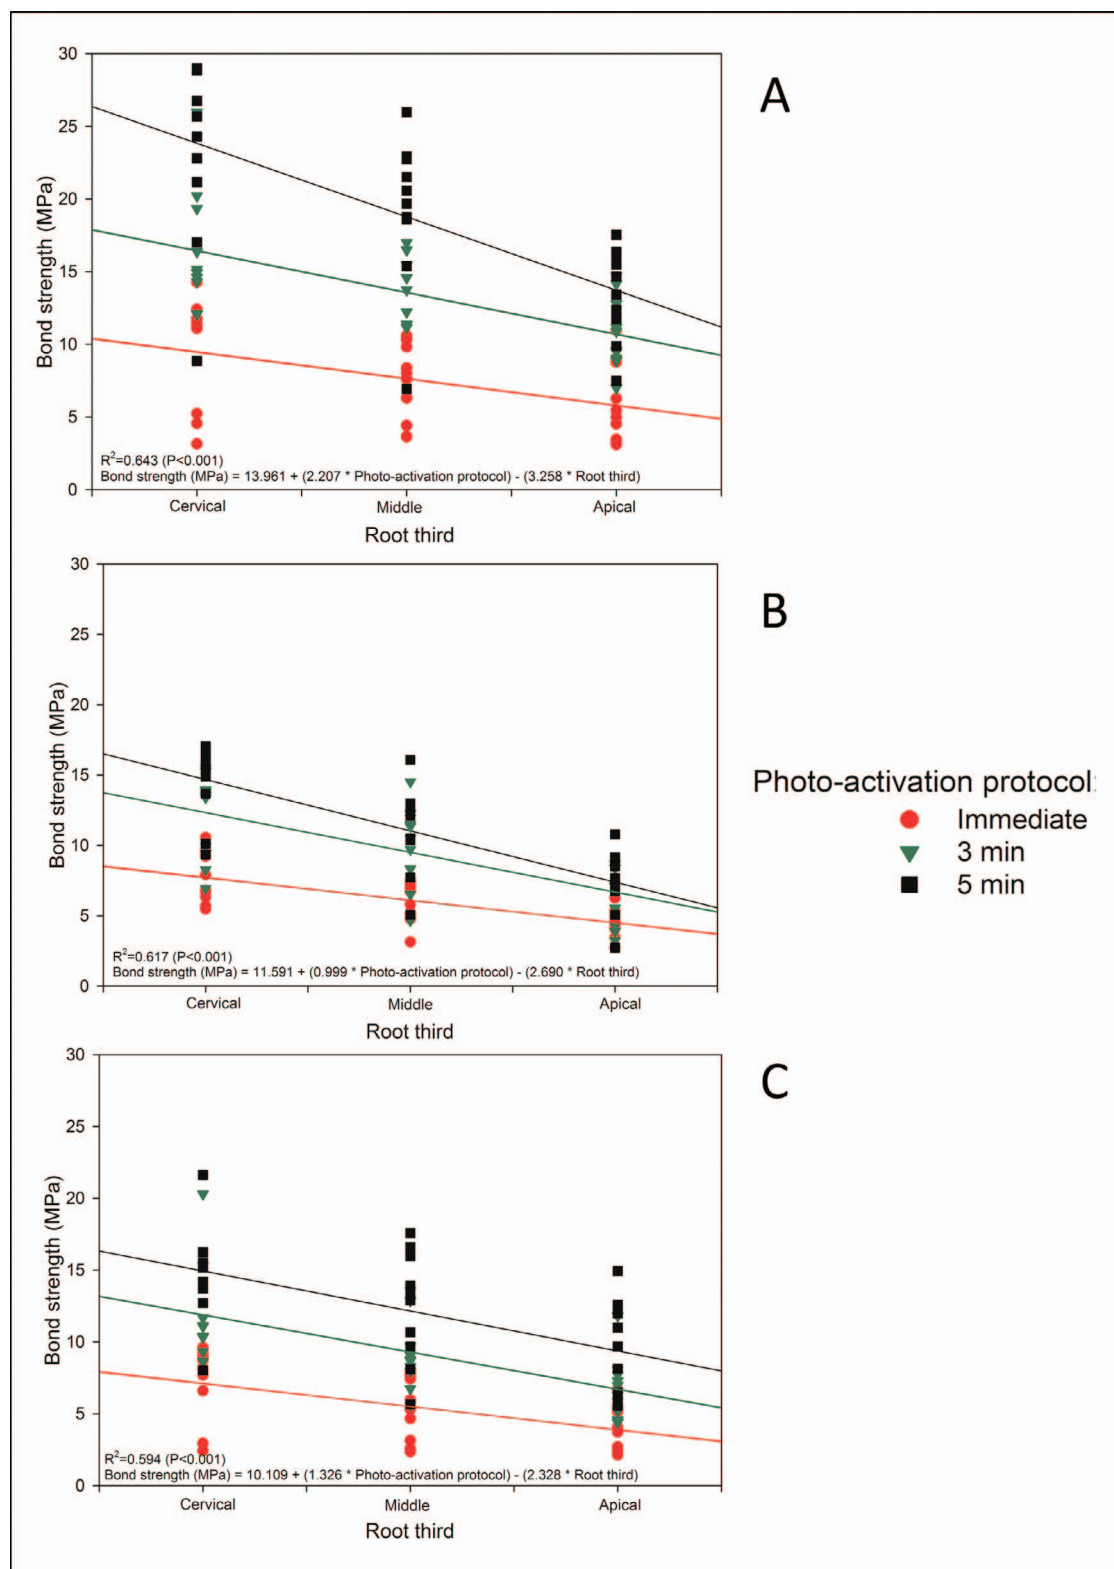 A
30
25
20
15
10
5
0
Bond strength (MPa)
R²=0.643 (P<0.001)
Bond strength (MPa) = 13.961 + (2.207 * Photo-activation protocol) - (3.258 * Root third)
Cervical Middle Apical
Root third
B
30
25
20
15
10
5
0
Bond strength (MPa)
R²=0.617 (P<0.001)
Bond strength (MPa) = 11.591 + (0.999 * Photo-activation protocol) - (2.690 * Root third)
Cervical Middle Apical
Root third
Photo-activation protocol:
Immediate
3 min
5 min
C
30
25
20
15
10
5
0
Bond strength (MPa)
R²=0.594 (P<0.001)
Bond strength (MPa) = 10.109 + (1.326 * Photo-activation protocol) - (2.328 * Root third)
Cervical Middle Apical
Root third